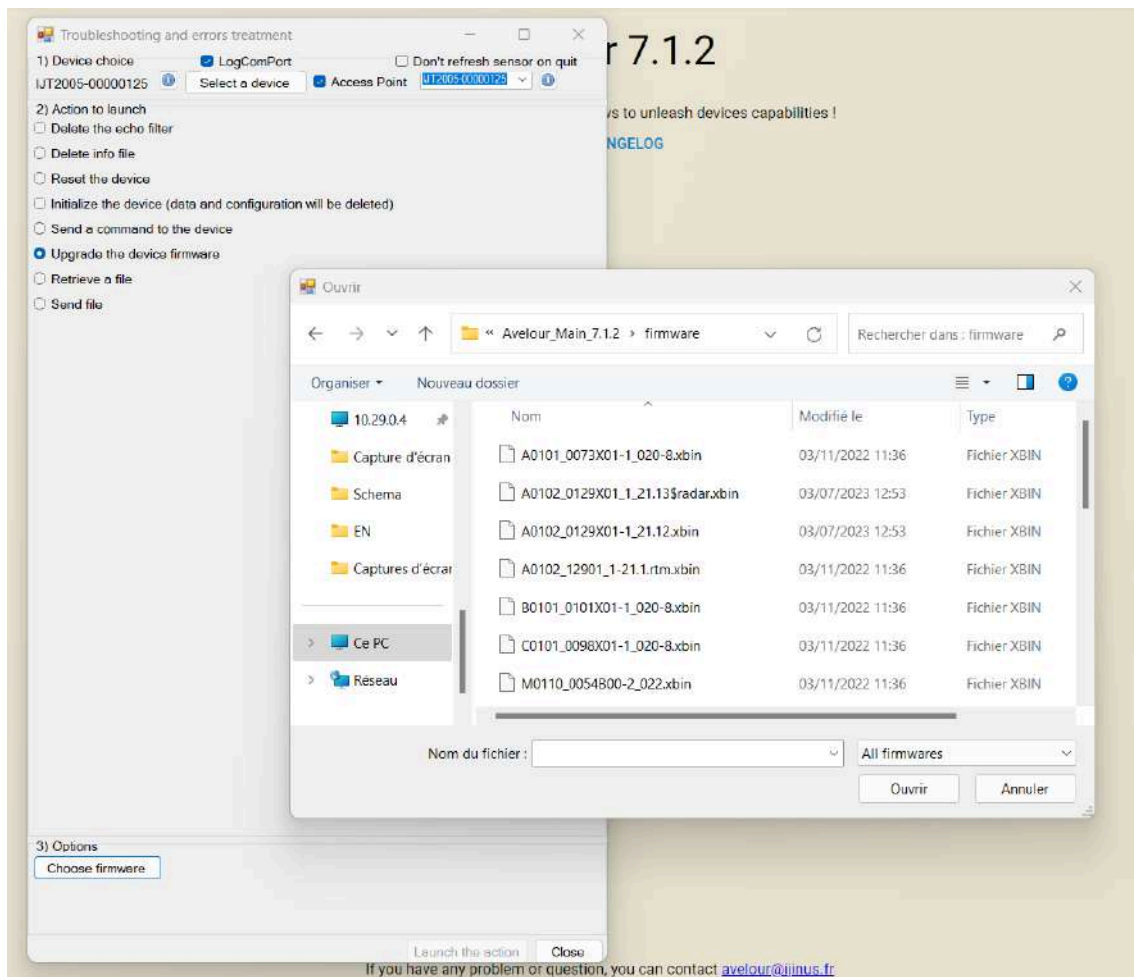 Troubleshooting and errors treatment
1) Device choice
LogComPort
Don't refresh sensor on quit
IJT2005-00000125
Select a device
Access Point
IJT2005-00000125
2) Action to launch
Delete the echo filter
Delete info file
Reset the device
Initialize the device (data and configuration will be deleted)
Send a command to the device
Upgrade the device firmware
Retrieve a file
Send file
r 7.1.2
vs to unleash devices capabilities !
NGELOG
Ouvrir
« Avelour_Main_7.1.2 › firmware
Rechercher dans : firmware
Organiser
Nouveau dossier
10.29.0.4
Capture d'écran
Schema
EN
Captures d'écrar
Ce PC
Réseau
Nom Modifié le Type
A0101_0073X01-1_020-8.xbin 03/11/2022 11:36 Fichier XBIN
A0102_0129X01_1_21.13$radar.xbin 03/07/2023 12:53 Fichier XBIN
A0102_0129X01-1_21.12.xbin 03/07/2023 12:53 Fichier XBIN
A0102_12901_1-21.1.rtm.xbin 03/11/2022 11:36 Fichier XBIN
B0101_0101X01-1_020-8.xbin 03/11/2022 11:36 Fichier XBIN
C0101_0098X01-1_020-8.xbin 03/11/2022 11:36 Fichier XBIN
M0110_0054B00-2_022.xbin 03/11/2022 11:36 Fichier XBIN
Nom du fichier :
All firmwares
Ouvrir
Annuler
3) Options
Choose firmware
Launch the action
Close
If you have any problem or question, you can contact avelour@ijinus.fr